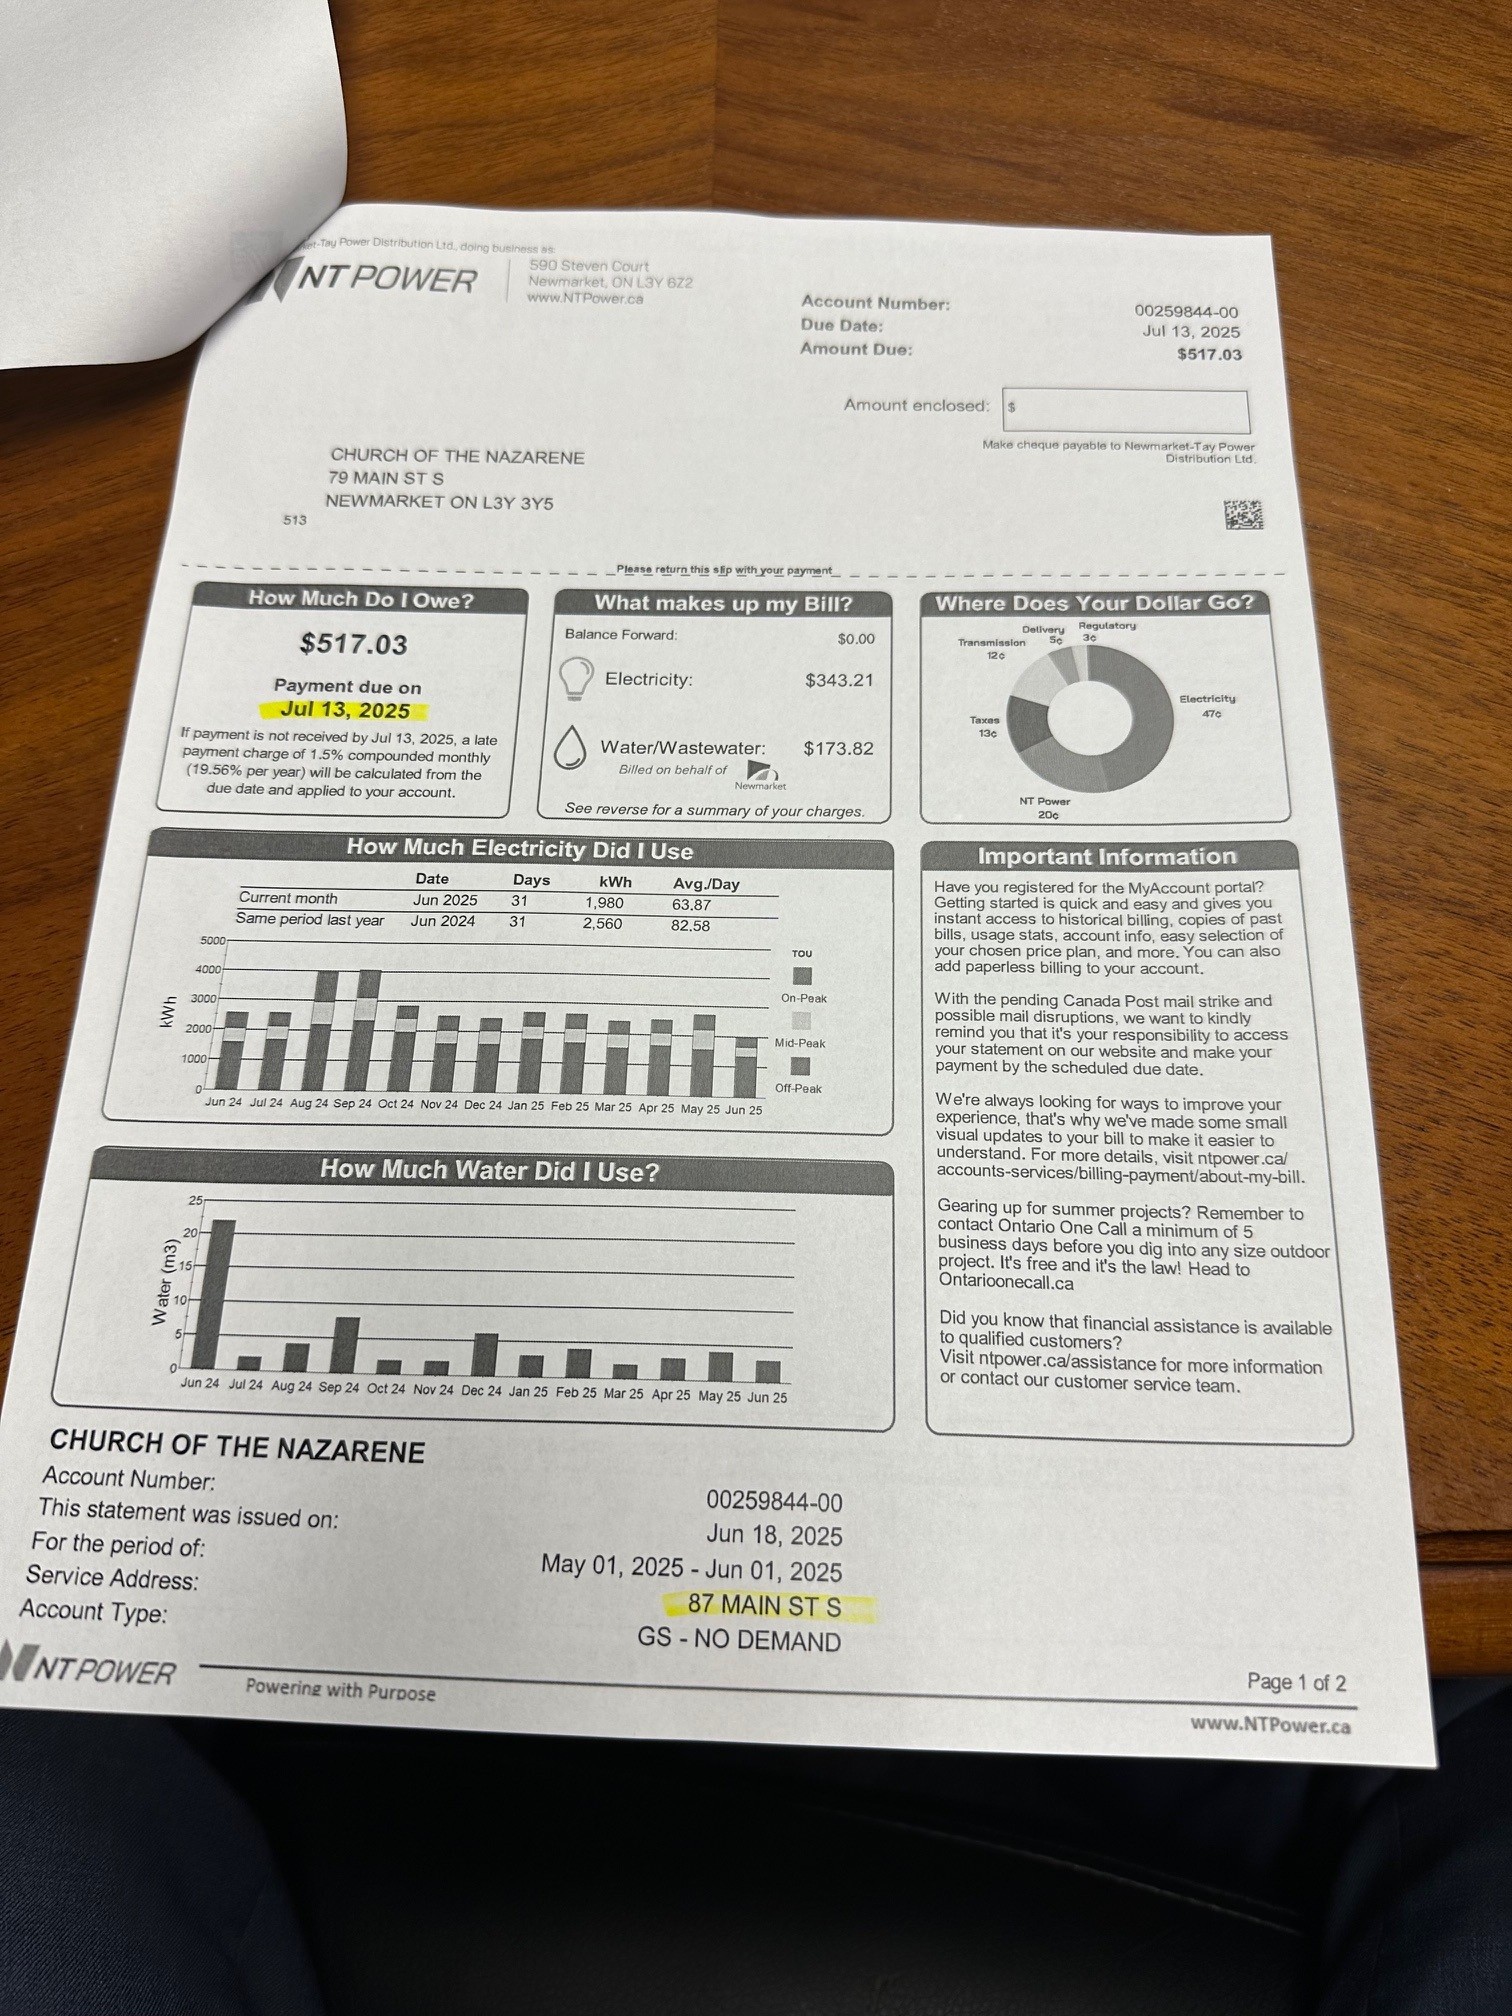 et-Tay Power Distribution Ltd., doing business as:
NT POWER
590 Steven Court
Newmarket, ON L3Y 6Z2
www.NTPower.ca
Account Number: 00259844-00
Due Date: Jul 13, 2025
Amount Due: $517.03
Amount enclosed: $
Make cheque payable to Newmarket-Tay Power
Distribution Ltd.
CHURCH OF THE NAZARENE
79 MAIN ST S
NEWMARKET ON L3Y 3Y5
513
Please return this slip with your payment
How Much Do I Owe?
$517.03
Payment due on
Jul 13, 2025
If payment is not received by Jul 13, 2025, a late
payment charge of 1.5% compounded monthly
(19.56% per year) will be calculated from the
due date and applied to your account.
What makes up my Bill?
Balance Forward: $0.00
Electricity: $343.21
Water/Wastewater: $173.82
Billed on behalf of
Newmarket
See reverse for a summary of your charges.
Where Does Your Dollar Go?
Delivery 5¢
Regulatory 3¢
Transmission 12¢
Electricity 47¢
Taxes 13¢
NT Power 20¢
How Much Electricity Did I Use
Date Days kWh Avg./Day
Current month Jun 2025 31 1,980 63.87
Same period last year Jun 2024 31 2,560 82.58
5000
4000
3000
2000
1000
0
kWh
Jun 24 Jul 24 Aug 24 Sep 24 Oct 24 Nov 24 Dec 24 Jan 25 Feb 25 Mar 25 Apr 25 May 25 Jun 25
TOU
On-Peak
Mid-Peak
Off-Peak
Important Information
Have you registered for the MyAccount portal?
Getting started is quick and easy and gives you
instant access to historical billing, copies of past
bills, usage stats, account info, easy selection of
your chosen price plan, and more. You can also
add paperless billing to your account.
With the pending Canada Post mail strike and
possible mail disruptions, we want to kindly
remind you that it's your responsibility to access
your statement on our website and make your
payment by the scheduled due date.
We're always looking for ways to improve your
experience, that's why we've made some small
visual updates to your bill to make it easier to
understand. For more details, visit ntpower.ca/
accounts-services/billing-payment/about-my-bill.
Gearing up for summer projects? Remember to
contact Ontario One Call a minimum of 5
business days before you dig into any size outdoor
project. It's free and it's the law! Head to
Ontarioonecall.ca
Did you know that financial assistance is available
to qualified customers?
Visit ntpower.ca/assistance for more information
or contact our customer service team.
How Much Water Did I Use?
25
20
15
10
5
0
Water (m3)
Jun 24 Jul 24 Aug 24 Sep 24 Oct 24 Nov 24 Dec 24 Jan 25 Feb 25 Mar 25 Apr 25 May 25 Jun 25
CHURCH OF THE NAZARENE
Account Number: 00259844-00
This statement was issued on: Jun 18, 2025
For the period of: May 01, 2025 - Jun 01, 2025
Service Address: 87 MAIN ST S
Account Type: GS - NO DEMAND
NT POWER
Powering with Purpose
Page 1 of 2
www.NTPower.ca